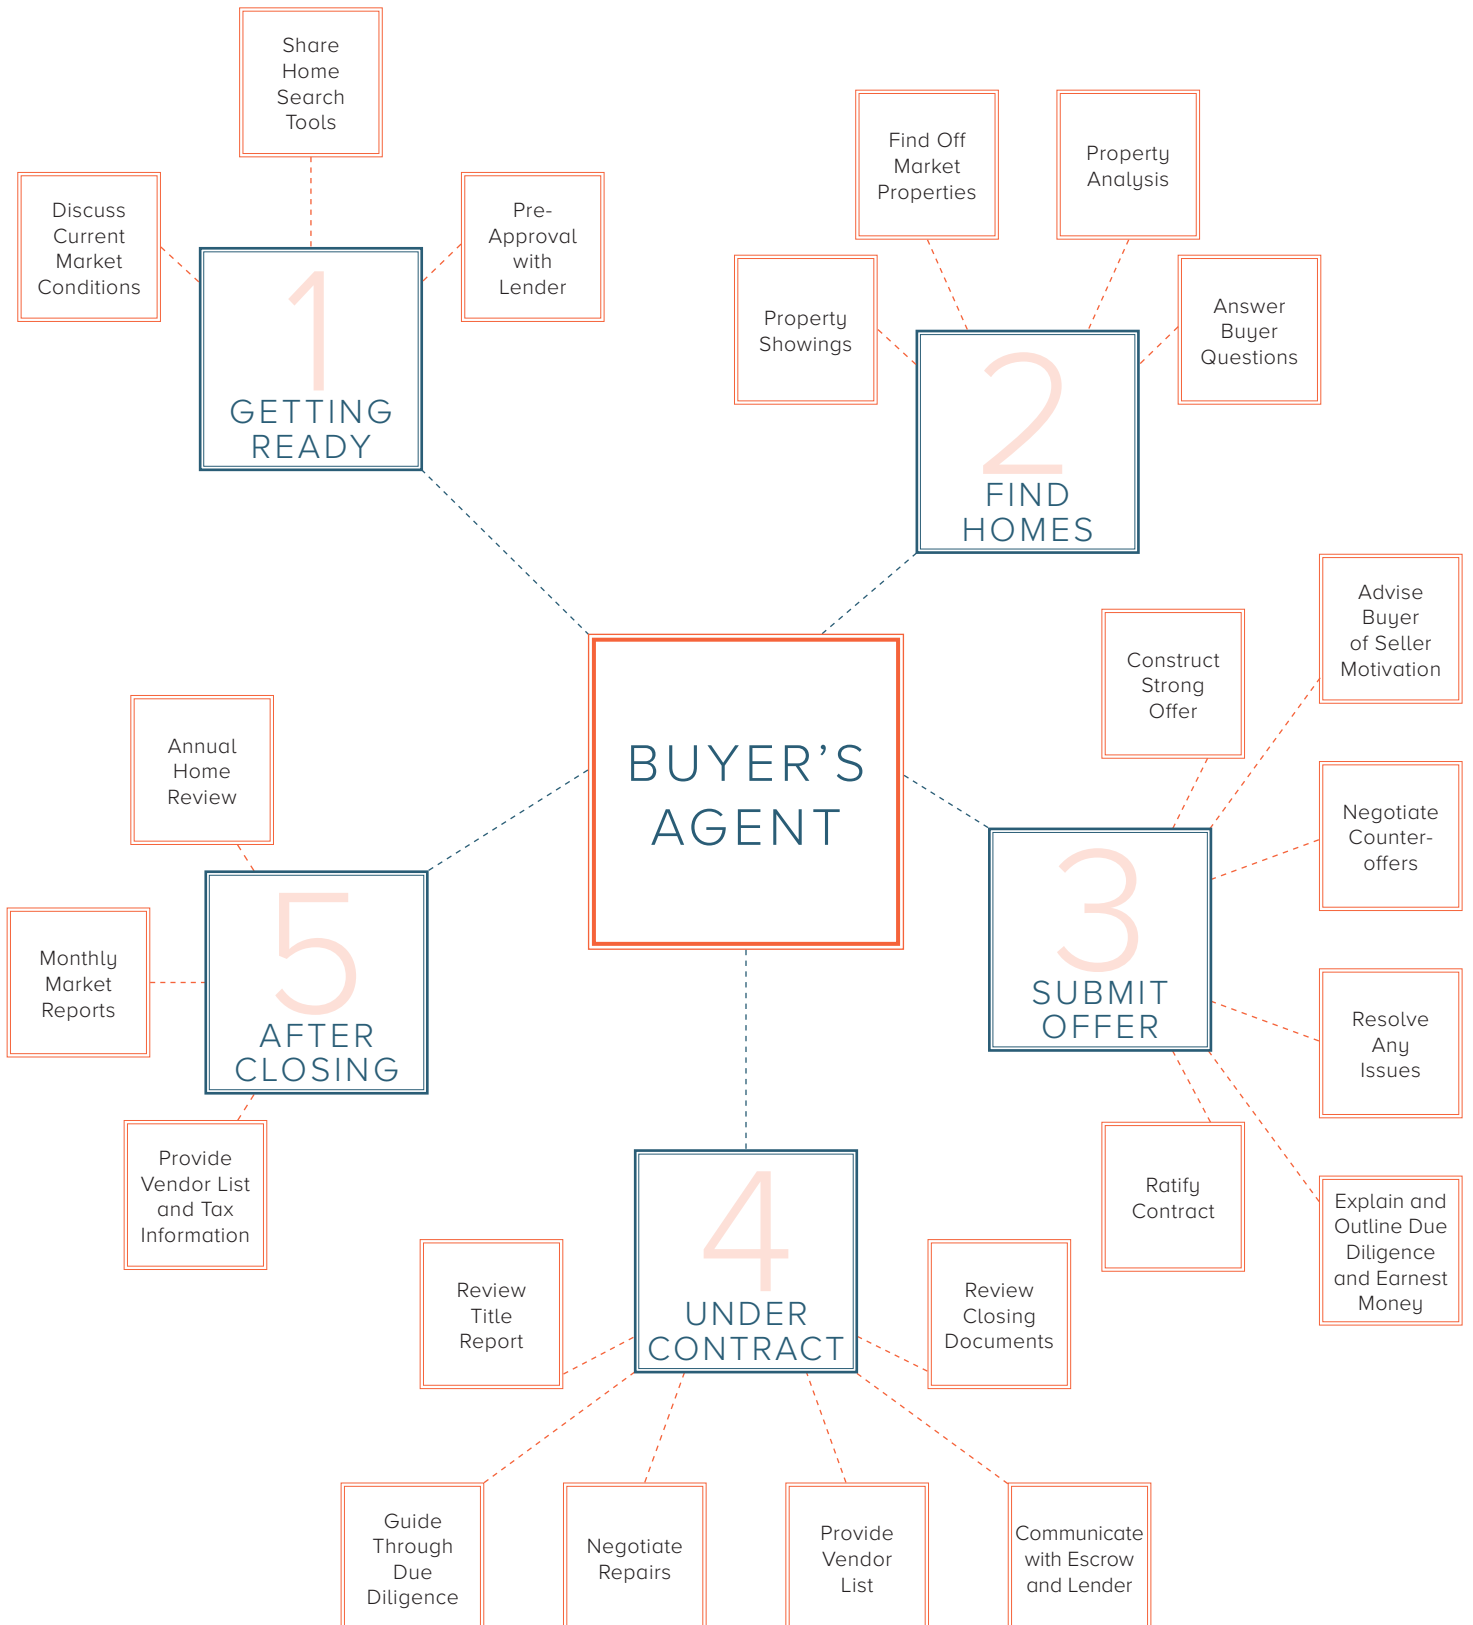 Share
Home
Search
Tools
Discuss
Current
Market
Conditions
Pre-
Approval
with
Lender
1
GETTING
READY
Find Off
Market
Properties
Property
Analysis
Property
Showings
Answer
Buyer
Questions
2
FIND
HOMES
BUYER’S
AGENT
Construct
Strong
Offer
Advise
Buyer
of Seller
Motivation
Negotiate
Counter-
offers
3
SUBMIT
OFFER
Resolve
Any
Issues
Ratify
Contract
Explain and
Outline Due
Diligence
and Earnest
Money
4
UNDER
CONTRACT
Review
Title
Report
Review
Closing
Documents
Guide
Through
Due
Diligence
Negotiate
Repairs
Provide
Vendor
List
Communicate
with Escrow
and Lender
Annual
Home
Review
Monthly
Market
Reports
5
AFTER
CLOSING
Provide
Vendor List
and Tax
Information